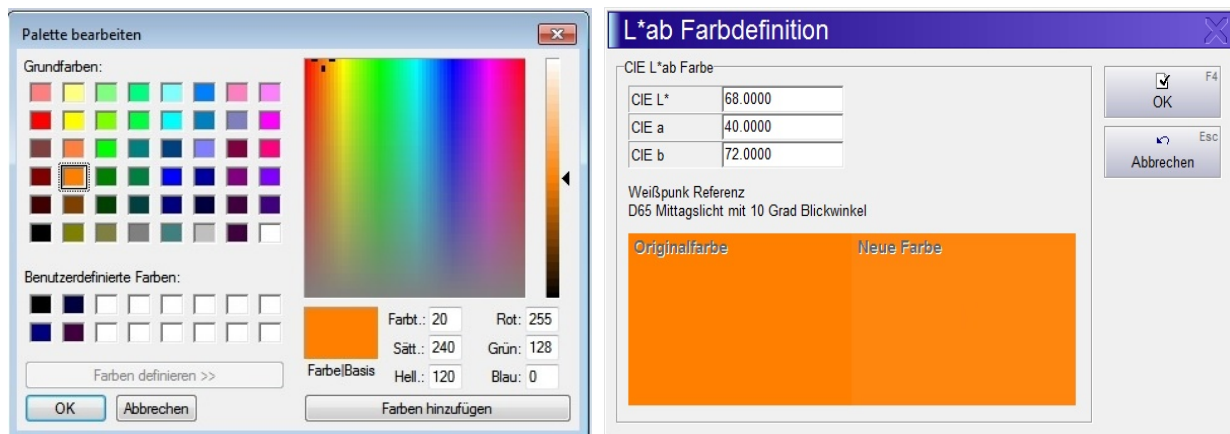 Palette bearbeiten
Grundfarben:
Benutzerdefinierte Farben:
Farben definieren >>
OK
Abbrechen
Farbe|Basis
Farbt.: 20
Sätt.: 240
Hell.: 120
Rot: 255
Grün: 128
Blau: 0
Farben hinzufügen
L*ab Farbdefinition
CIE L*ab Farbe
CIE L* 68.0000
CIE a 40.0000
CIE b 72.0000
Weißpunk Referenz
D65 Mittagslicht mit 10 Grad Blickwinkel
Originalfarbe
Neue Farbe
F4
OK
Esc
Abbrechen